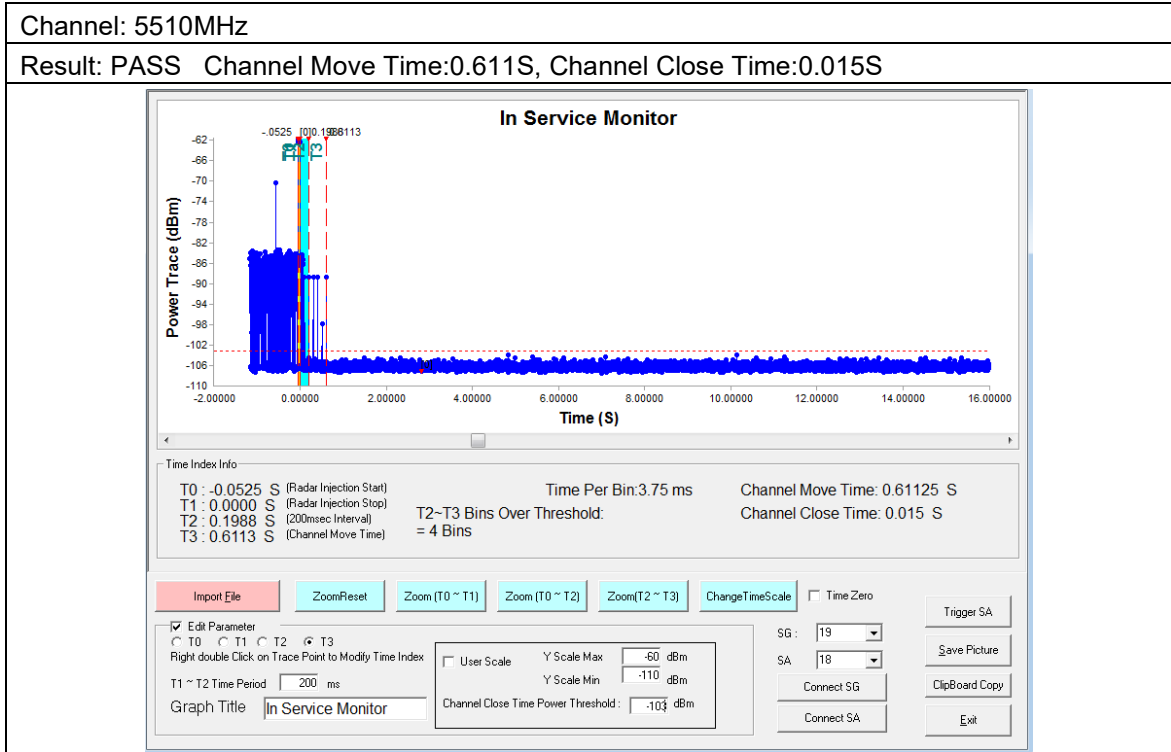 Channel: 5510MHz
Result: PASS Channel Move Time:0.611S, Channel Close Time:0.015S
In Service Monitor
-.0525
-62
-66
-70
-74
-78
-82
-86
-90
-94
-98
-102
-106
-110
Power Trace (dBm)
T3
-2.00000 0.00000 2.00000 4.00000 6.00000 8.00000 10.00000 12.00000 14.00000 16.00000
Time (S)
Time Index Info
T0 : -0.0525 S (Radar Injection Start)
T1 : 0.0000 S (Radar Injection Stop)
T2 : 0.1988 S (200msec Interval)
T3 : 0.6113 S (Channel Move Time)
Time Per Bin:3.75 ms
T2~T3 Bins Over Threshold:
= 4 Bins
Channel Move Time: 0.61125 S
Channel Close Time: 0.015 S
Import File ZoomReset Zoom (T0 ~ T1) Zoom (T0 ~ T2) Zoom(T2 ~ T3) ChangeTimeScale Time Zero
Edit Parameter
T0 T1 T2 T3
Right double Click on Trace Point to Modify Time Index
T1 ~ T2 Time Period 200 ms
Graph Title In Service Monitor
User Scale Y Scale Max -60 dBm
Y Scale Min -110 dBm
Channel Close Time Power Threshold : -103 dBm
SG : 19
SA 18
Connect SG
Connect SA
Trigger SA
Save Picture
ClipBoard Copy
Exit